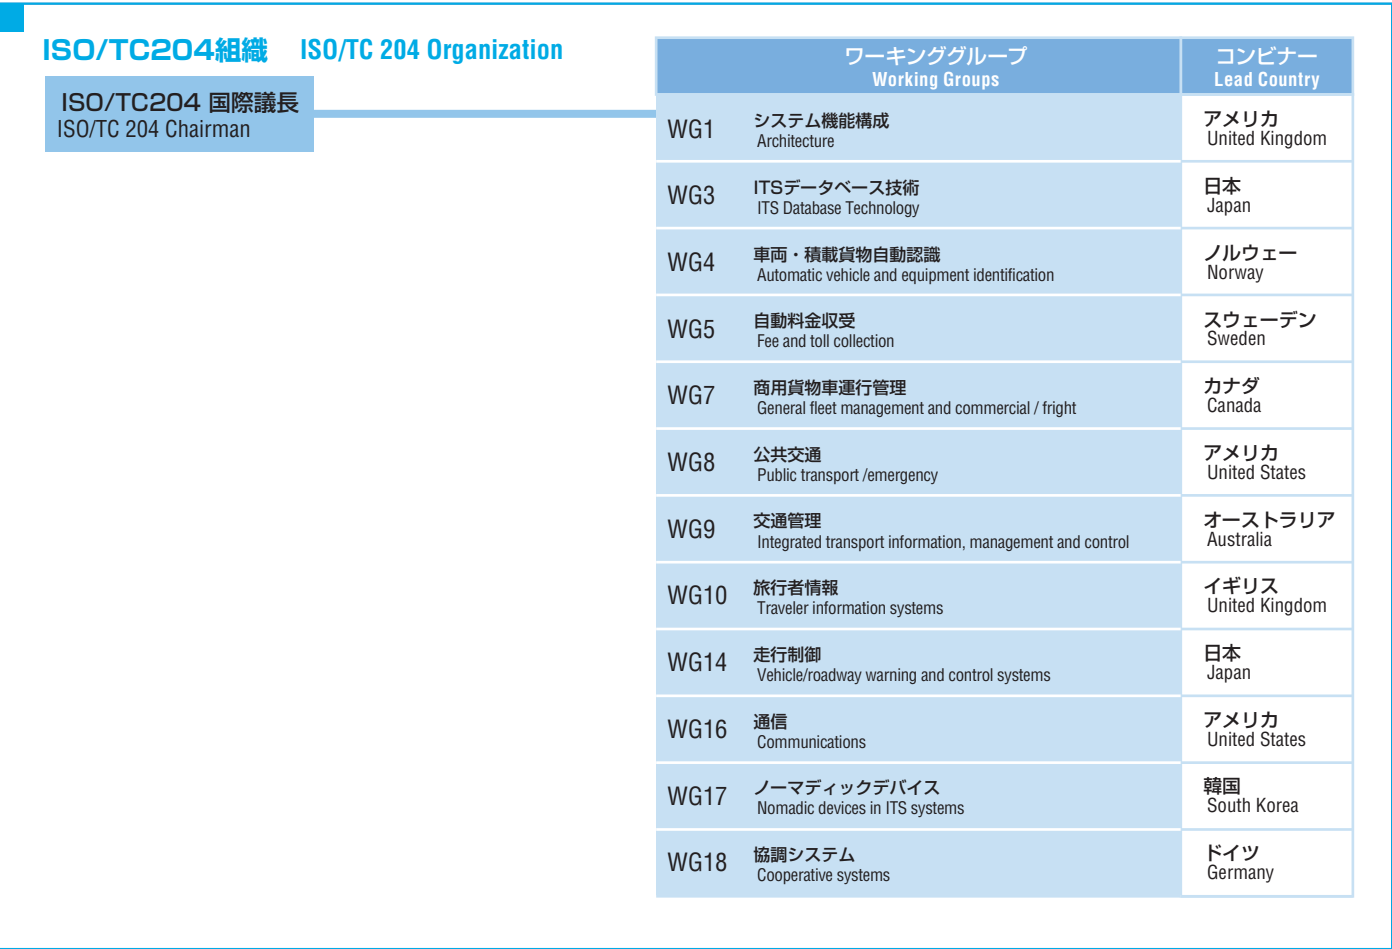 ISO/TC204組織 ISO/TC 204 Organization
ISO/TC204 国際議長
ISO/TC 204 Chairman
ワーキンググループ コンビナー
Working Groups Lead Country
WG1 システム機能構成 アメリカ
Architecture United Kingdom
WG3 ITSデータベース技術 日本
ITS Database Technology Japan
WG4 車両・積載貨物自動認識 ノルウェー
Automatic vehicle and equipment identification Norway
WG5 自動料金収受 スウェーデン
Fee and toll collection Sweden
WG7 商用貨物車運行管理 カナダ
General fleet management and commercial / fright Canada
WG8 公共交通 アメリカ
Public transport /emergency United States
WG9 交通管理 オーストラリア
Integrated transport information, management and control Australia
WG10 旅行者情報 イギリス
Traveler information systems United Kingdom
WG14 走行制御 日本
Vehicle/roadway warning and control systems Japan
WG16 通信 アメリカ
Communications United States
WG17 ノーマディックデバイス 韓国
Nomadic devices in ITS systems South Korea
WG18 協調システム ドイツ
Cooperative systems Germany